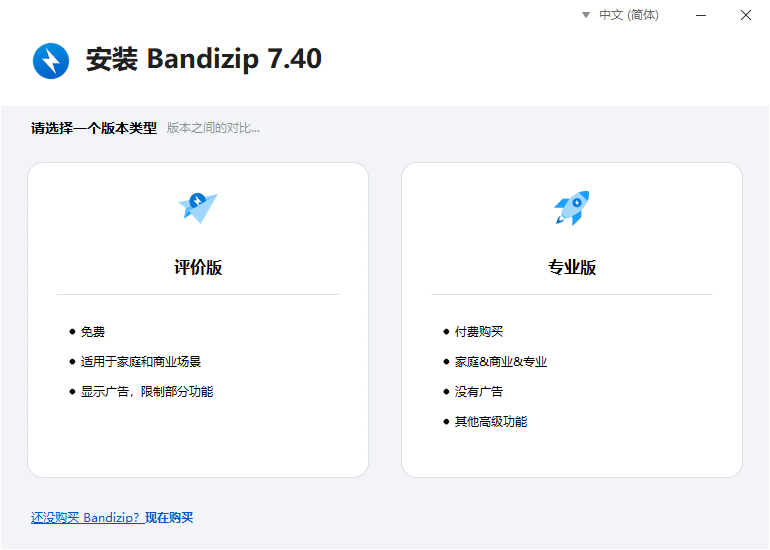 中文 (简体)
安装 Bandizip 7.40
请选择一个版本类型 版本之间的对比...
评价版
免费
适用于家庭和商业场景
显示广告，限制部分功能
专业版
付费购买
家庭&商业&专业
没有广告
其他高级功能
还没购买 Bandizip？现在购买